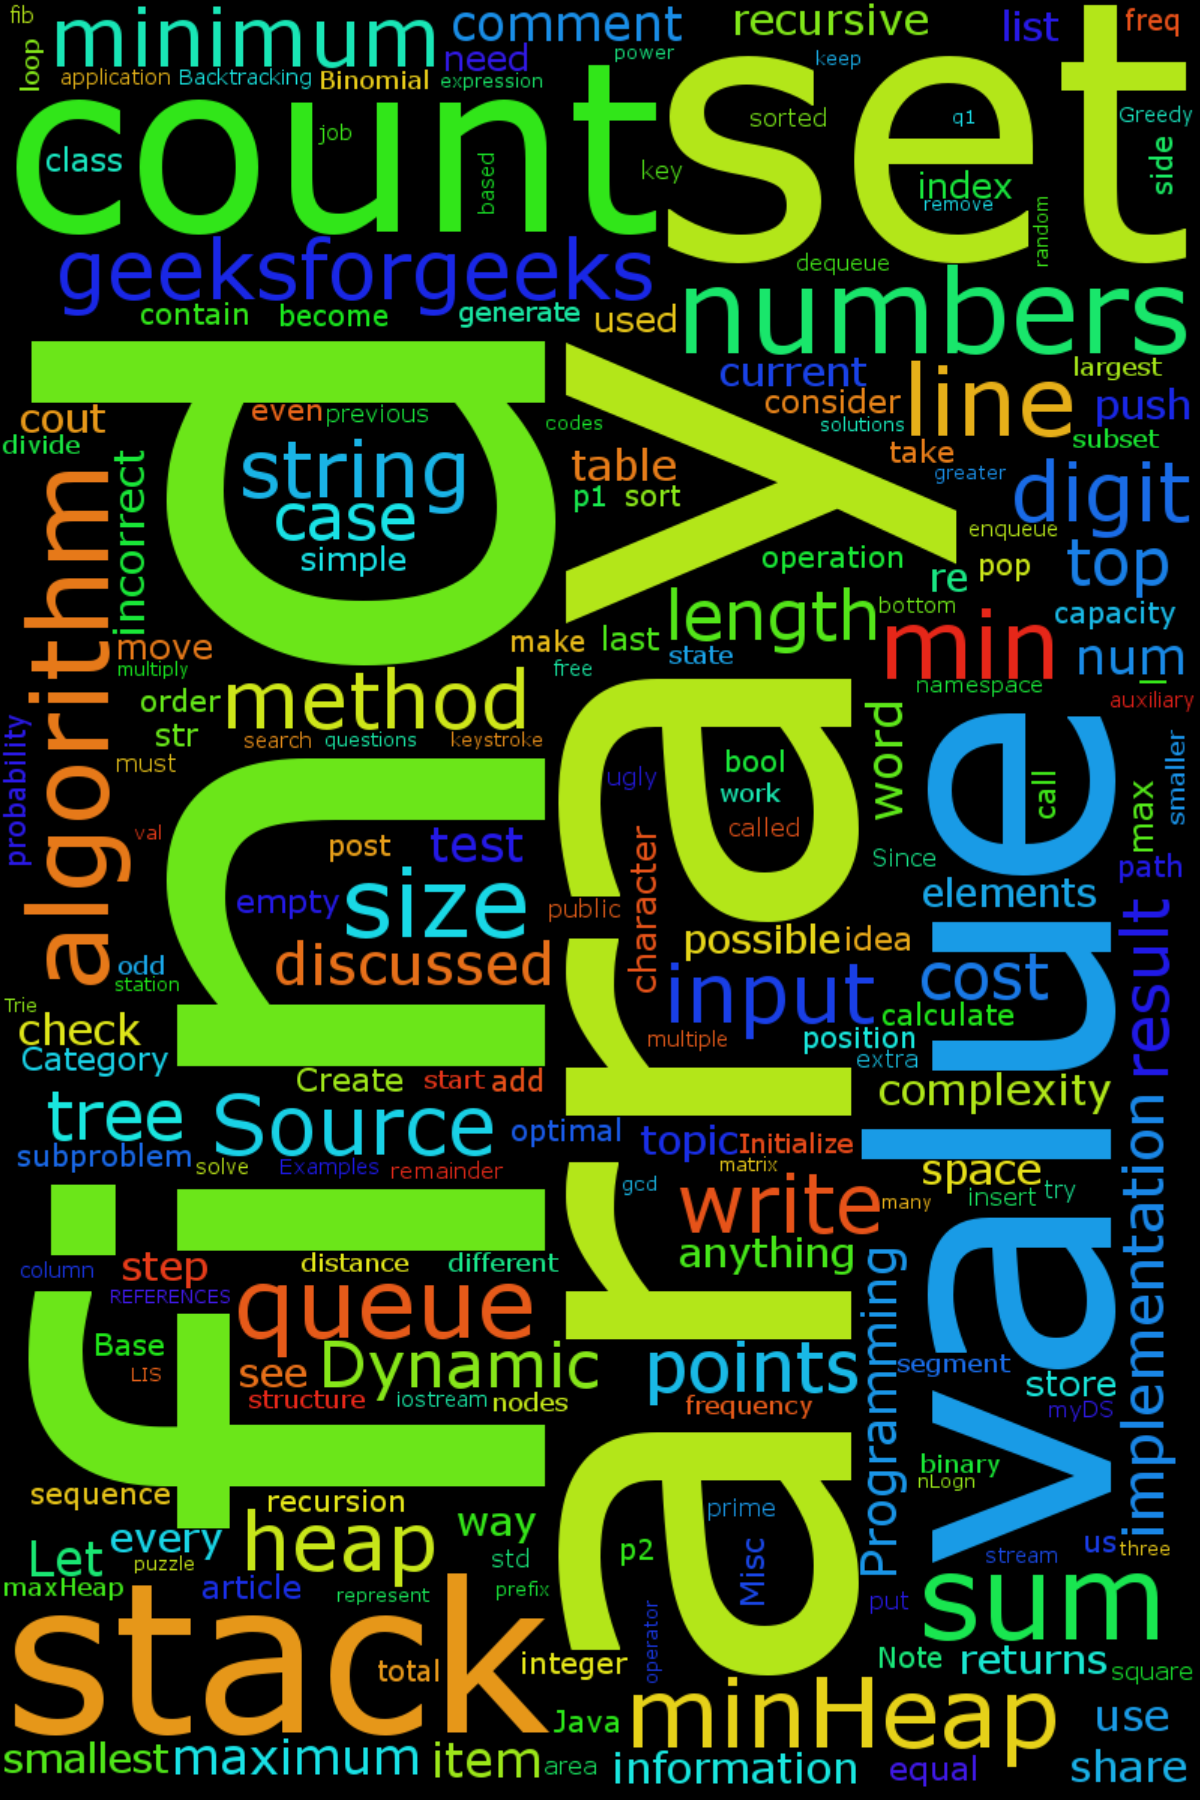 fib
loop
minimum
comment
recursive
list
freq
need
power
keep
application
Backtracking
Binomial
expression
count
set
class
job
based
key
sorted
q1
Greedy
index
remove
side
random
geeksforgeeks
dequeue
contain
become
generate
used
numbers
find
array
current
largest
cout
even
previous
codes
consider
line
push
divide
solutions
subset
string
table
take
greater
digit
case
p1
sort
simple
incorrect
enqueue
algorithm
operation
re
pop
top
move
make
last
length
bottom
capacity
multiply
free
state
min
num
order
method
namespace
l
auxiliary
str
search
questions
keystroke
probability
must
ugly
bool
work
called
word
value
call
max
smaller
val
post
test
character
Since
path
empty
size
public
elements
discussed
possible
idea
odd
station
input
cost
result
Trie
check
multiple
calculate
position
Category
extra
Create
start
add
complexity
tree
Source
optimal
topic
Initialize
subproblem
solve
Examples
remainder
matrix
space
gcd
write
many
insert
try
implementation
anything
column
step
distance
different
REFERENCES
queue
Programming
Base
LIS
see
Dynamic
points
segment
structure
iostream
nodes
frequency
store
myDS
binary
nLogn
sequence
recursion
prime
Let
every
heap
way
p2
Misc
puzzle
std
stream
us
three
maxHeap
article
represent
prefix
operator
put
sum
stack
total
integer
Note
returns
square
Java
minHeap
use
smallest
maximum
item
area
information
equal
share